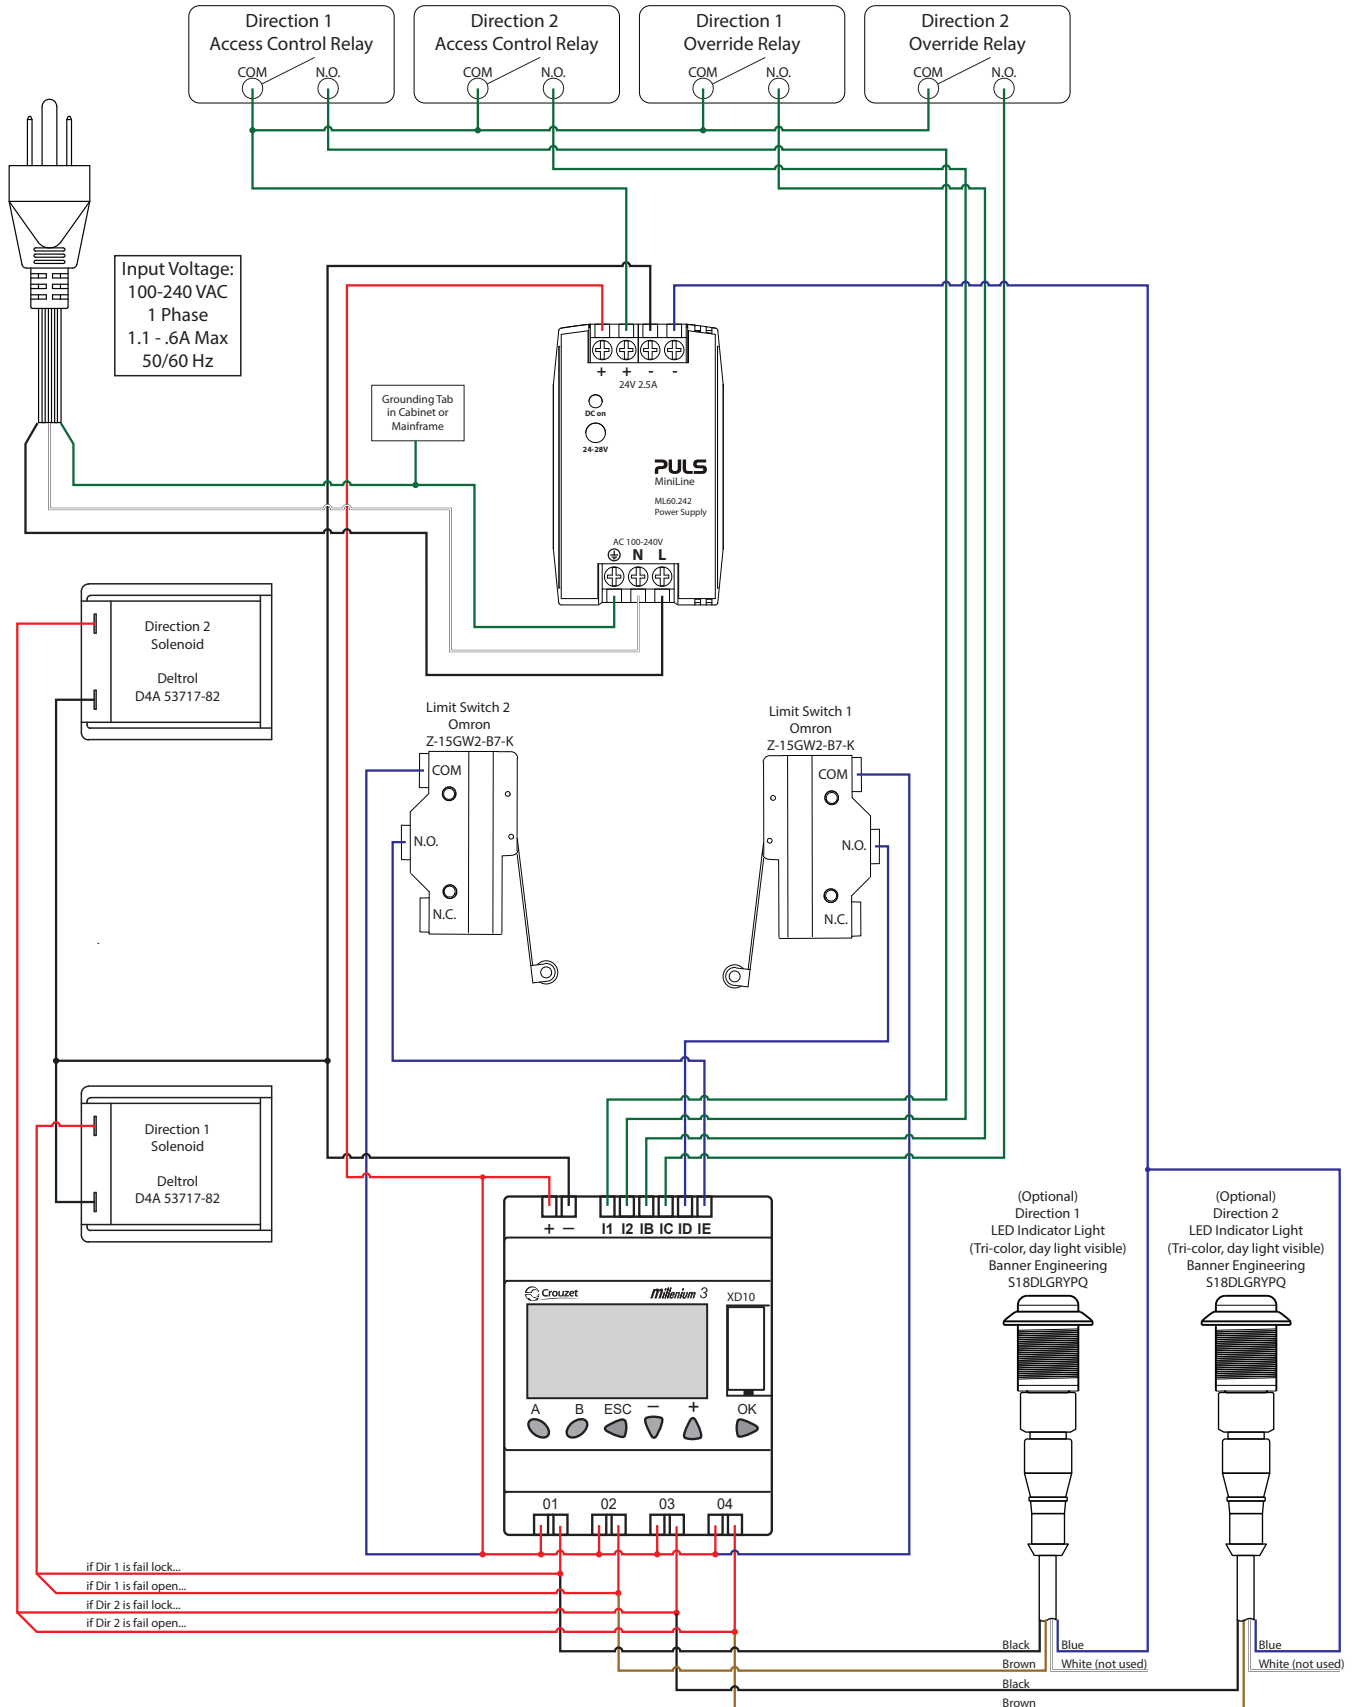 Direction 1
Access Control Relay
COM
N.O.
Direction 2
Access Control Relay
COM
N.O.
Direction 1
Override Relay
COM
N.O.
Direction 2
Override Relay
COM
N.O.
Input Voltage:
100-240 VAC
1 Phase
1.1 - .6A Max
50/60 Hz
Grounding Tab
in Cabinet or
Mainframe
+ + - -
24V 2.5A
DC on
24-28V
PULS
MiniLine
ML60.242
Power Supply
AC 100-240V
N L
Direction 2
Solenoid
Deltrol
D4A 53717-82
Limit Switch 2
Omron
Z-15GW2-B7-K
COM
N.O.
N.C.
Limit Switch 1
Omron
Z-15GW2-B7-K
COM
N.O.
N.C.
Direction 1
Solenoid
Deltrol
D4A 53717-82
+ – I1 I2 IB IC ID IE
Crouzet
Millenium 3
XD10
A B ESC – + OK
01 02 03 04
(Optional)
Direction 1
LED Indicator Light
(Tri-color, day light visible)
Banner Engineering
S18DLGRYPQ
(Optional)
Direction 2
LED Indicator Light
(Tri-color, day light visible)
Banner Engineering
S18DLGRYPQ
if Dir 1 is fail lock...
if Dir 1 is fail open...
if Dir 2 is fail lock...
if Dir 2 is fail open...
Black
Blue
Brown
White (not used)
Black
Brown
Blue
White (not used)